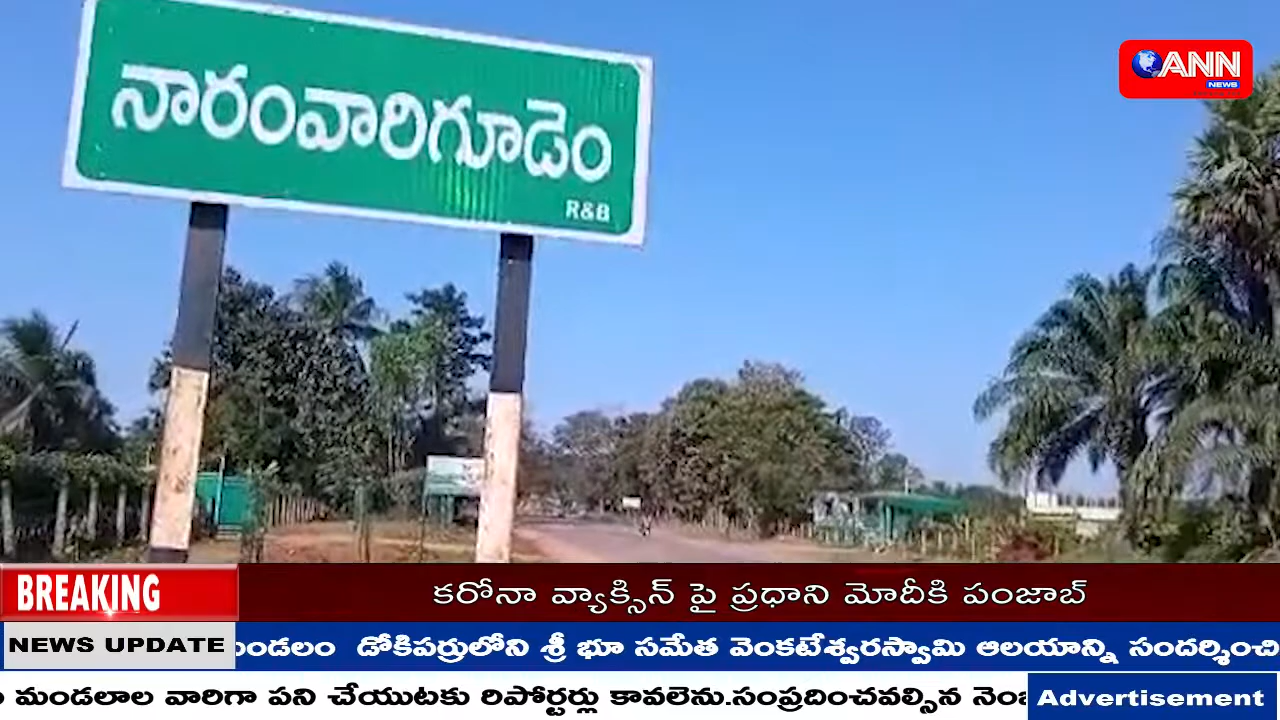 నారంవారిగూడెం
R&B
ANN
NEWS
BREAKING
కరోనా వ్యాక్సిన్ పై ప్రధాని మోదీకి పంజాబ్
NEWS UPDATE
డోకిపర్రులోని శ్రీ భూ సమేత వెంకటేశ్వరస్వామి ఆలయాన్ని సందర్శించి
మండలాల వారిగా పని చేయుటకు రిపోర్టర్లు కావలెను.సంప్రదించవల్సిన
Advertisement